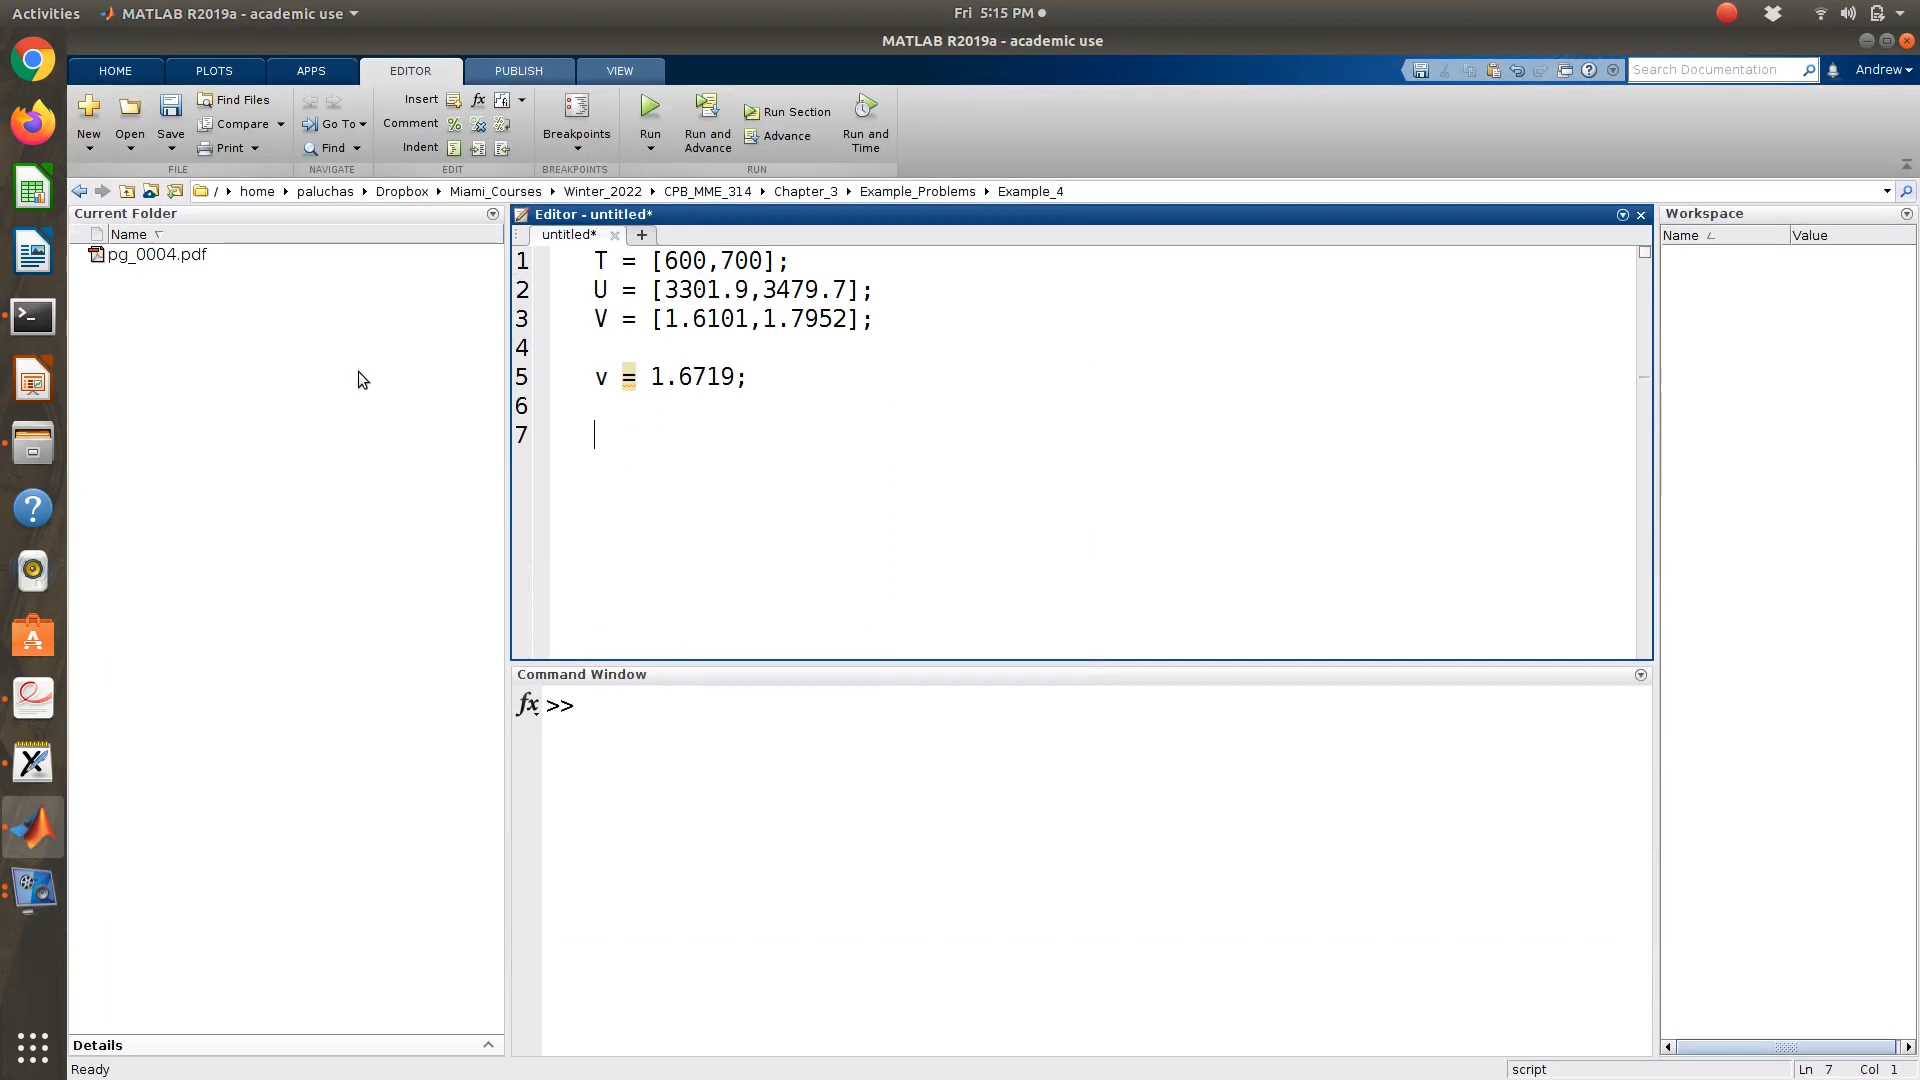 Activities
MATLAB R2019a - academic use
Fri 5:15 PM
MATLAB R2019a - academic use
HOME
PLOTS
APPS
EDITOR
PUBLISH
VIEW
Search Documentation
Andrew
New
Open
Save
Find Files
Compare
Print
FILE
Go To
Find
NAVIGATE
Insert
fx
Comment
Indent
EDIT
Breakpoints
BREAKPOINTS
Run
Run and Advance
Run Section
Advance
Run and Time
RUN
/ home paluchas Dropbox Miami_Courses Winter_2022 CPB_MME_314 Chapter_3 Example_Problems Example_4
Current Folder
Name
pg_0004.pdf
Details
Editor - untitled*
untitled*
1 T = [600,700];
2 U = [3301.9,3479.7];
3 V = [1.6101,1.7952];
4
5 v = 1.6719;
6
7
Command Window
fx >>
Workspace
Name Value
Ready
script
Ln 7 Col 1